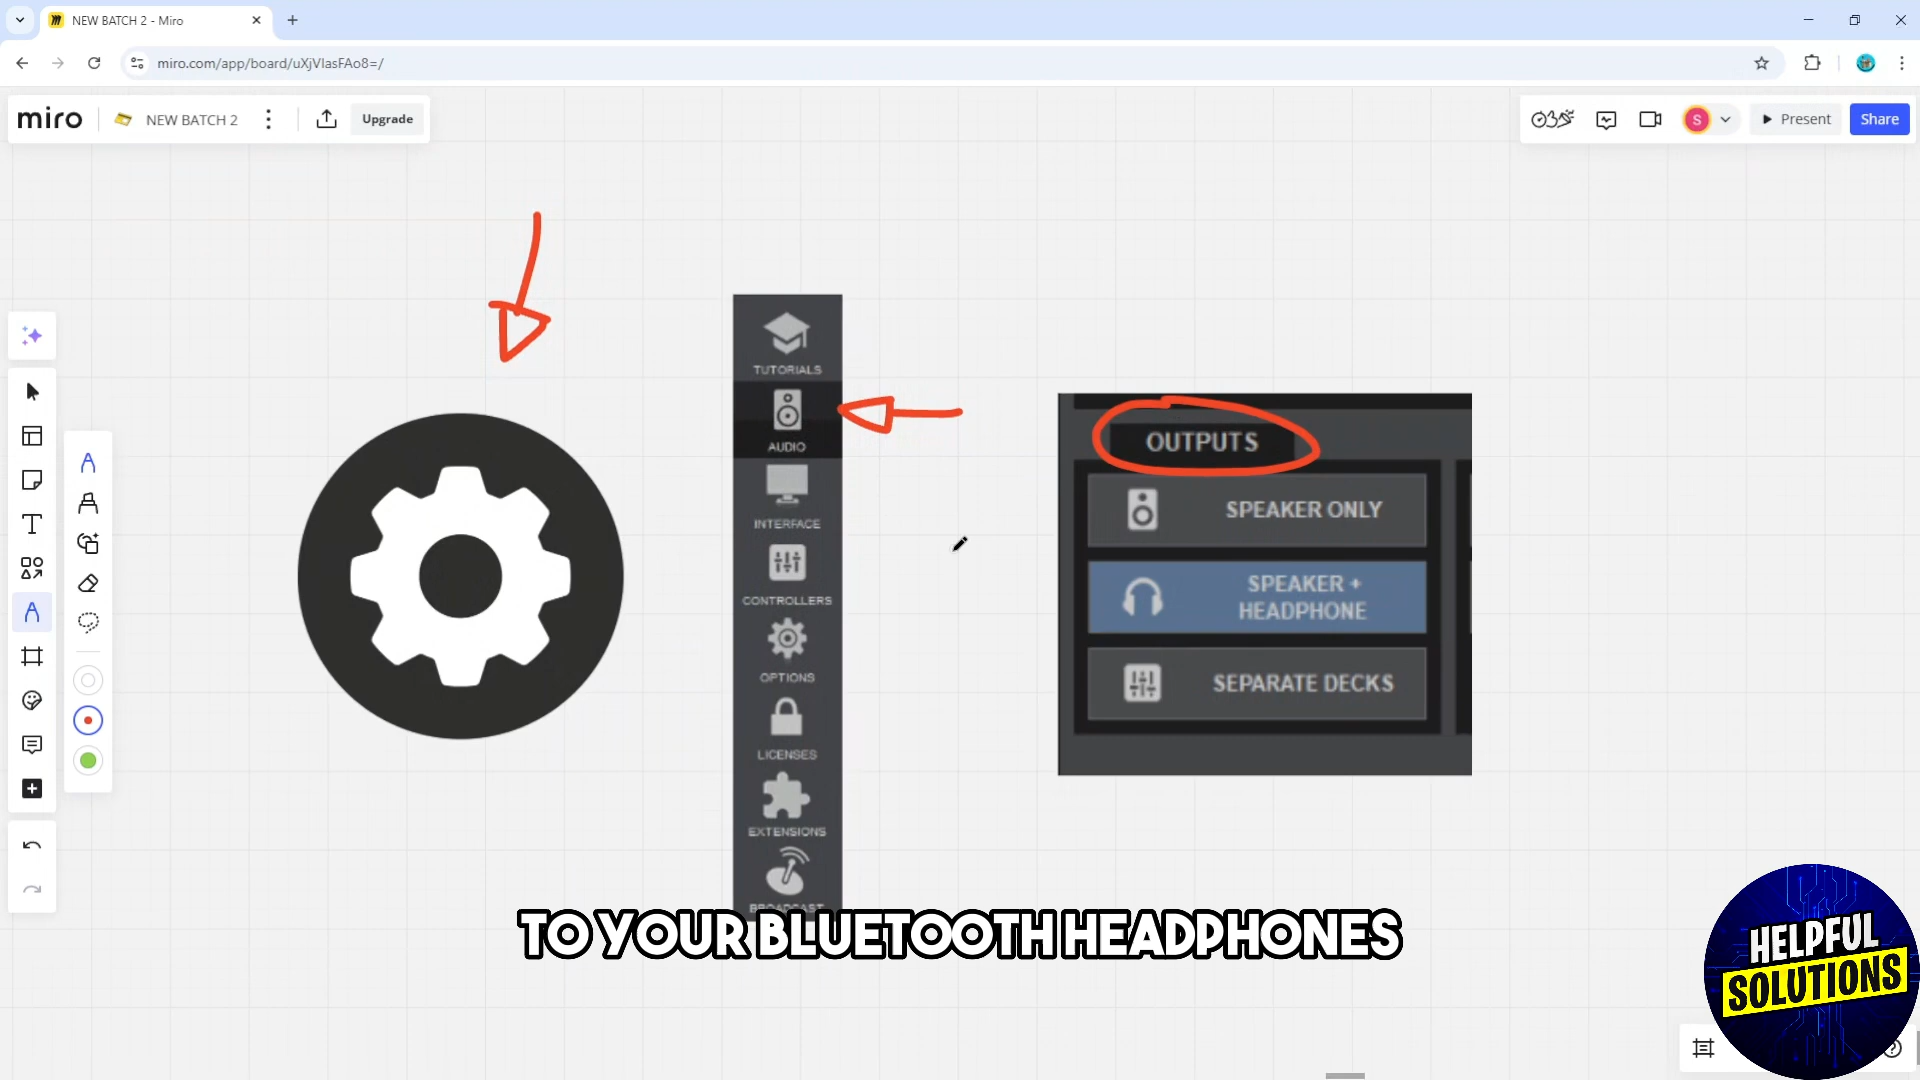 NEW BATCH 2 - Miro
miro.com/app/board/uXjVlasFAo8=/
miro
NEW BATCH 2
Upgrade
S
Present
Share
TUTORIALS
AUDIO
INTERFACE
CONTROLLERS
OPTIONS
LICENSES
EXTENSIONS
BROADCAST
OUTPUTS
SPEAKER ONLY
SPEAKER +
HEADPHONE
SEPARATE DECKS
TO YOUR BLUETOOTH HEADPHONES
HELPFUL
SOLUTIONS